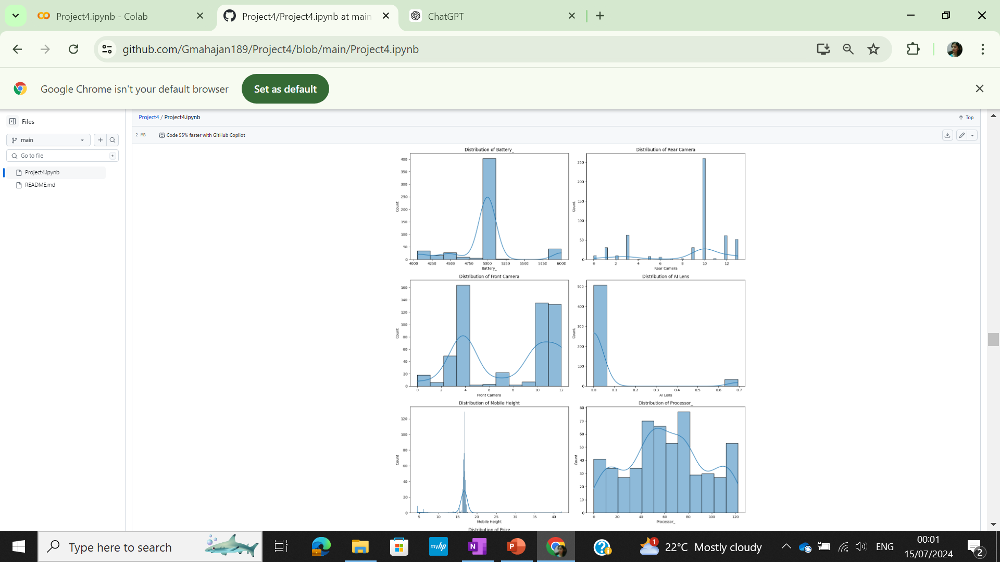 Project4.ipynb - Colab
Project4/Project4.ipynb at main
ChatGPT
github.com/Gmahajan189/Project4/blob/main/Project4.ipynb
Google Chrome isn't your default browser
Set as default
Files
main
Go to file
t
Project4.ipynb
README.md
Project4 / Project4.ipynb
Top
2 MB
Code 55% faster with GitHub Copilot
Distribution of Battery_
400
350
300
250
200
150
100
50
0
Count
4000 4250 4500 4750 5000 5250 5500 5750 6000
Battery_
Distribution of Rear Camera
250
200
150
100
50
0
Count
0 2 4 6 8 10 12
Rear Camera
Distribution of Front Camera
160
140
120
100
80
60
40
20
0
Count
0 2 4 6 8 10 12
Front Camera
Distribution of AI Lens
500
400
300
200
100
0
Count
0.0 0.1 0.2 0.3 0.4 0.5 0.6 0.7
AI Lens
Distribution of Mobile Height
120
100
80
60
40
20
0
Count
5 10 15 20 25 30 35 40
Mobile Height
Distribution of Processor_
80
70
60
50
40
30
20
10
0
Count
0 20 40 60 80 100 120
Processor_
Distribution of Prize
Type here to search
myhp
N
P
1
22°C Mostly cloudy
ENG
00:01
15/07/2024
2